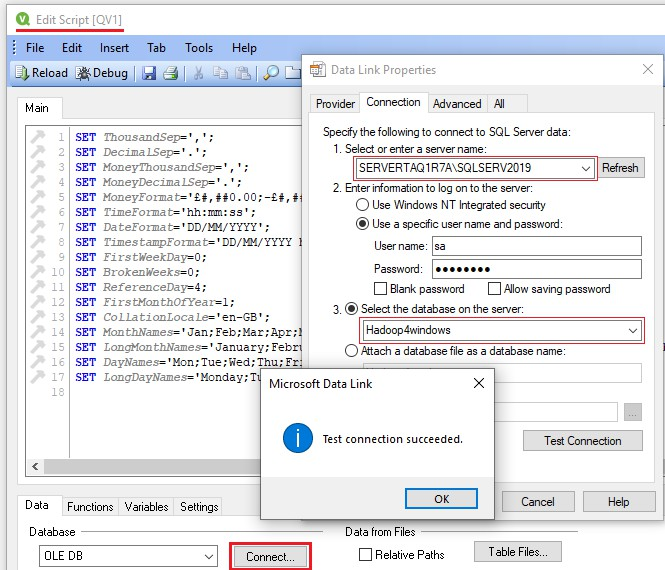 Edit Script [QV1]
File Edit Insert Tab Tools Help
Reload Debug
Main
1 SET ThousandSep=',';
2 SET DecimalSep='.';
3 SET MoneyThousandSep=',';
4 SET MoneyDecimalSep='.';
5 SET MoneyFormat='£#,##0.00;-£#,##
6 SET TimeFormat='hh:mm:ss';
7 SET DateFormat='DD/MM/YYYY';
8 SET TimestampFormat='DD/MM/YYYY h
9 SET FirstWeekDay=0;
10 SET BrokenWeeks=0;
11 SET ReferenceDay=4;
12 SET FirstMonthOfYear=1;
13 SET CollationLocale='en-GB';
14 SET MonthNames='Jan;Feb;Mar;Apr;M
15 SET LongMonthNames='January;Febru
16 SET DayNames='Mon;Tue;Wed;Thu;Fri
17 SET LongDayNames='Monday;Tu
18
Data Link Properties
Provider Connection Advanced All
Specify the following to connect to SQL Server data:
1. Select or enter a server name:
SERVERTAQ1R7A\SQLSERV2019 Refresh
2. Enter information to log on to the server:
Use Windows NT Integrated security
Use a specific user name and password:
User name: sa
Password: ●●●●●●●●
Blank password Allow saving password
3. Select the database on the server:
Hadoop4windows
Attach a database file as a database name:
...
Test Connection
Cancel Help
Microsoft Data Link
Test connection succeeded.
OK
Data Functions Variables Settings
Database Data from Files
OLE DB Connect... Relative Paths Table Files...